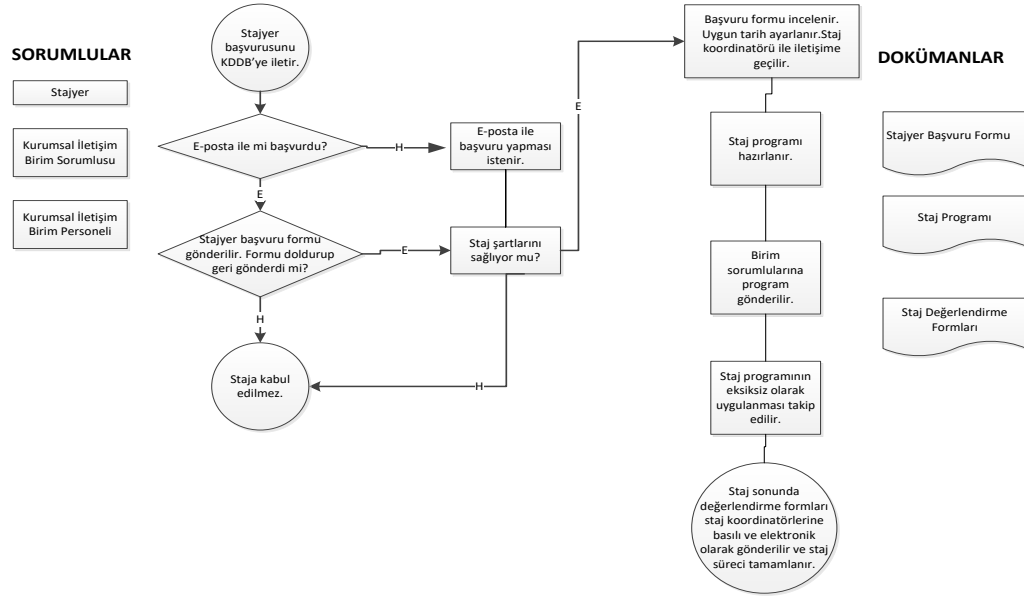 SORUMLULAR
Stajyer
Kurumsal İletişim
Birim Sorumlusu
Kurumsal İletişim
Birim Personeli
Stajyer
başvurusunu
KDDB'ye iletir.
E-posta ile mi başvurdu?
H
E-posta ile
başvuru yapması
istenir.
E
Stajyer başvuru formu
gönderilir. Formu doldurup
geri gönderdi mi?
E
Staj şartlarını
sağlıyor mu?
E
H
Staja kabul
edilmez.
H
Başvuru formu incelenir.
Uygun tarih ayarlanır.Staj
koordinatörü ile iletişime
geçilir.
Staj programı
hazırlanır.
Birim
sorumlularına
program
gönderilir.
Staj programının
eksiksiz olarak
uygulanması takip
edilir.
Staj sonunda
değerlendirme formları
staj koordinatörlerine
basılı ve elektronik
olarak gönderilir ve staj
süreci tamamlanır.
DOKÜMANLAR
Stajyer Başvuru Formu
Staj Programı
Staj Değerlendirme
Formları